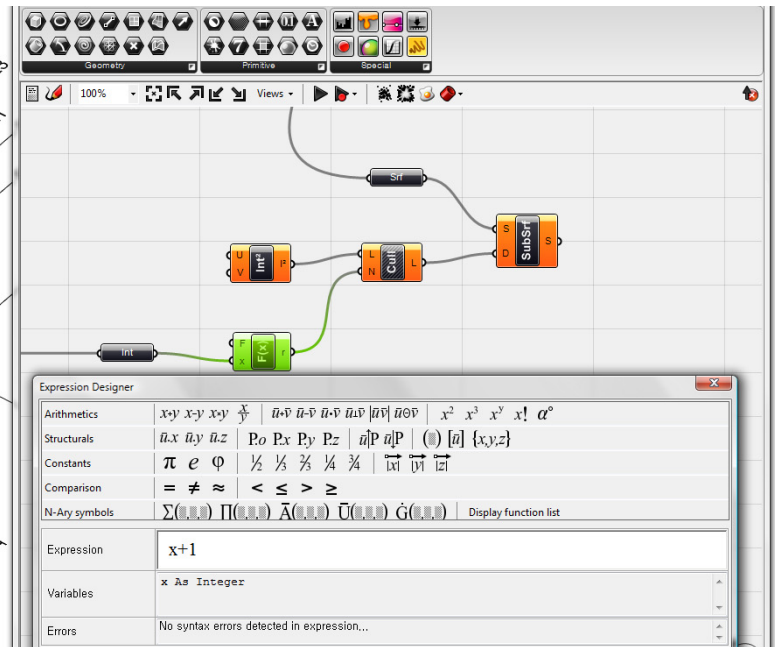 Geometry Primitive Special
100% Views
Srf
S D SubSrf S
U V Int² I²
L N Cull L
Int
F x F(x) r
Expression Designer
Arithmetics x+y x-y x*y x/y ū+v̄ ū-v̄ ū•v̄ |ūv̄| x² x³ xʸ x! α°
Structurals ū.x ū.y ū.z P.o P.x P.y P.z [ū] {x,y,z}
Constants π e φ ½ ⅓ ⅔ ¼ ¾ |x| |y| |z|
Comparison = ≠ ≈ < ≤ > ≥
N-Ary symbols Σ(,,) Π(,,) Ā(,,) Ū(,,) Ġ(,,) Display function list
Expression x+1
Variables x As Integer
Errors No syntax errors detected in expression...